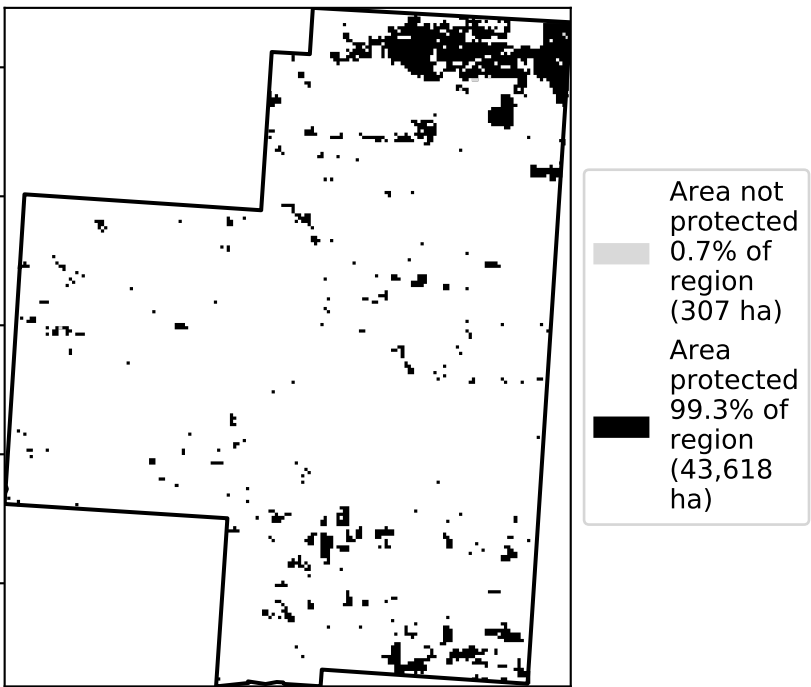 Area not
protected
0.7% of
region
(307 ha)
Area
protected
99.3% of
region
(43,618
ha)